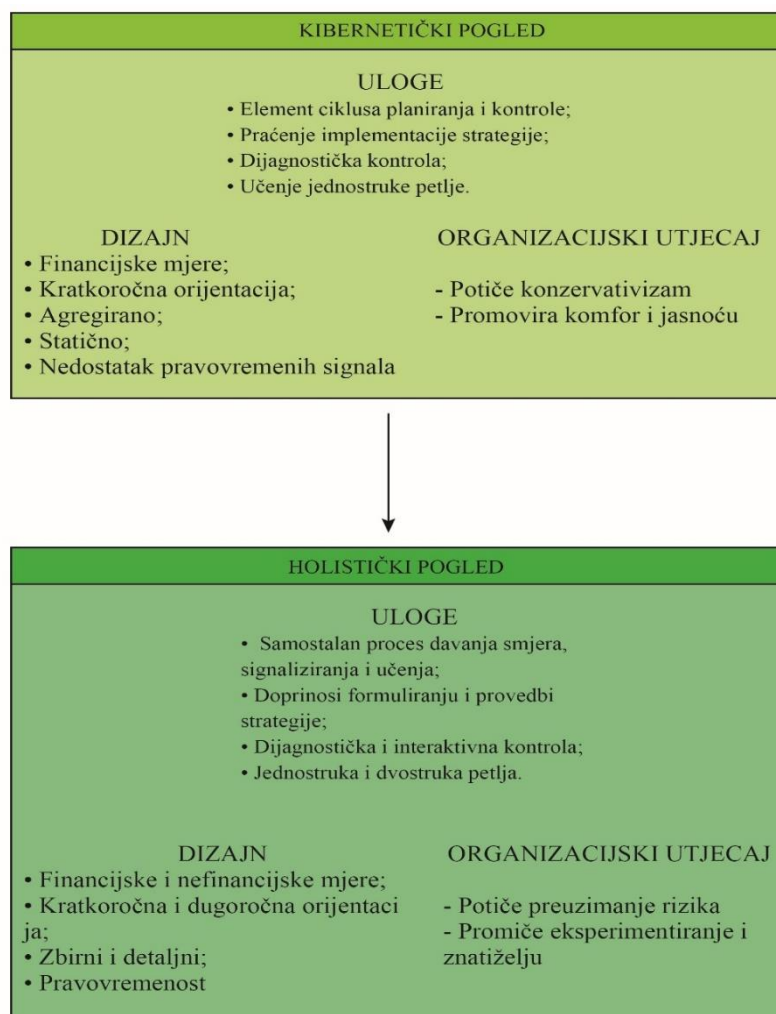 KIBERNETIČKI POGLED
ULOGE
• Element ciklusa planiranja i kontrole;
• Praćenje implementacije strategije;
• Dijagnostička kontrola;
• Učenje jednostruke petlje.
DIZAJN
• Financijske mjere;
• Kratkoročna orijentacija;
• Agregirano;
• Statično;
• Nedostatak pravovremenih signala
ORGANIZACIJSKI UTJECAJ
- Potiče konzervativizam
- Promovira komfor i jasnoću
HOLISTIČKI POGLED
ULOGE
• Samostalan proces davanja smjera,
signaliziranja i učenja;
• Doprinosi formuliranju i provedbi
strategije;
• Dijagnostička i interaktivna kontrola;
• Jednostruka i dvostruka petlja.
DIZAJN
• Financijske i nefinancijske mjere;
• Kratkoročna i dugoročna orijentaci
ja;
• Zbirni i detaljni;
• Pravovremenost
ORGANIZACIJSKI UTJECAJ
- Potiče preuzimanje rizika
- Promiče eksperimentiranje i
znatiželju